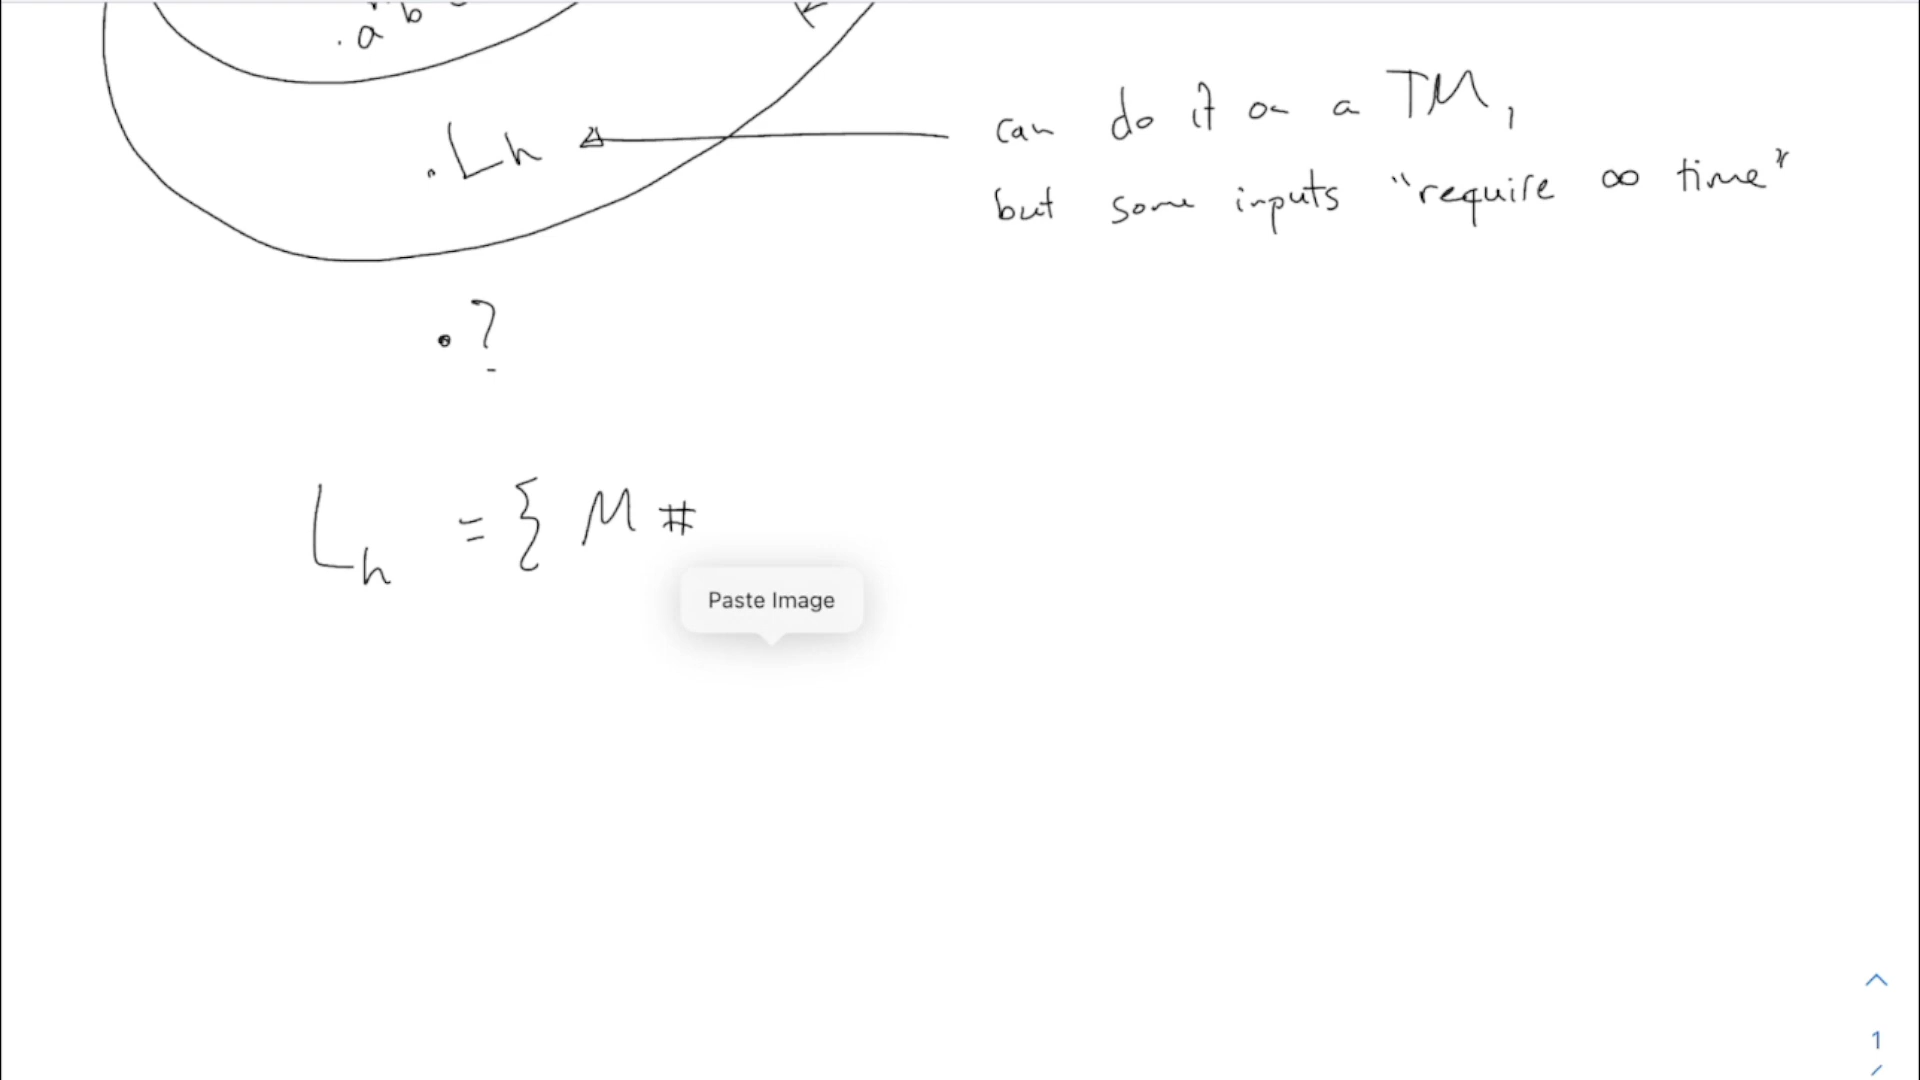 . a b
. Lh
can do it on a TM,
but some inputs "require ∞ time"
. ?
Lh = { M #
Paste Image
1